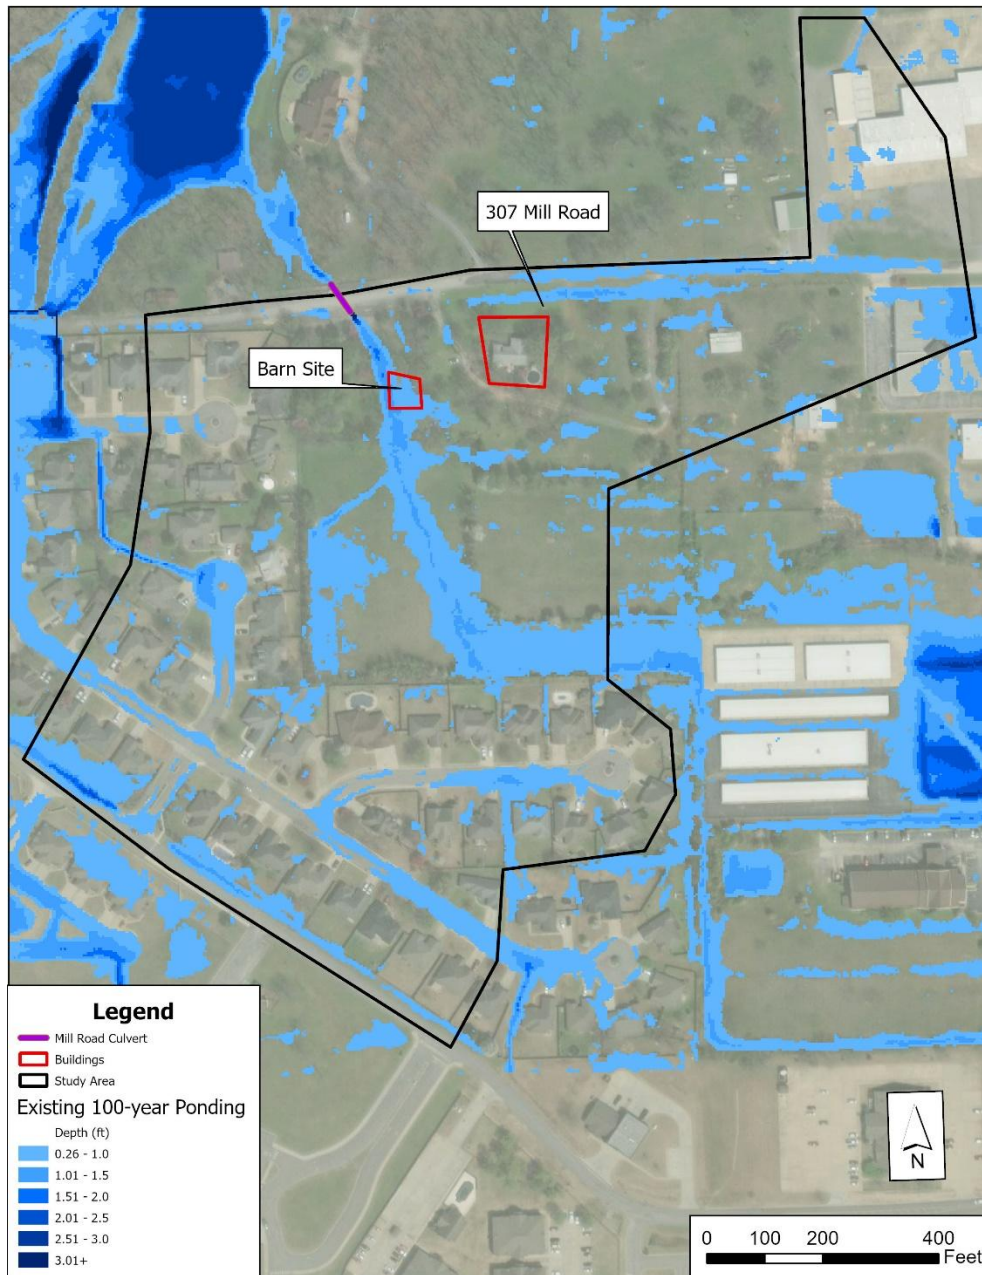 307 Mill Road
Barn Site
Legend
Mill Road Culvert
Buildings
Study Area
Existing 100-year Ponding
Depth (ft)
0.26 - 1.0
1.01 - 1.5
1.51 - 2.0
2.01 - 2.5
2.51 - 3.0
3.01+
N
0 100 200 400
Feet